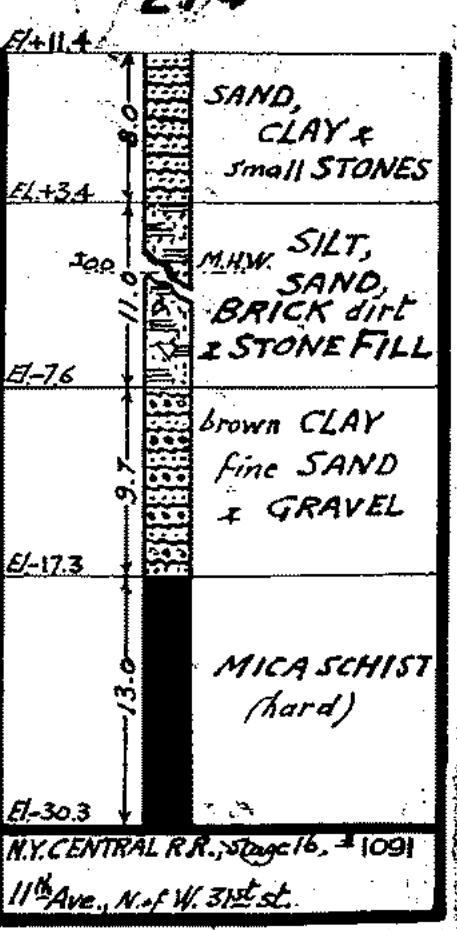 El.+11.4
8.0
SAND,
CLAY &
small STONES
El.+3.4
±0.0
M.H.W.
11.0
SILT,
SAND,
BRICK dirt
& STONE FILL
El.-7.6
9.7
brown CLAY
fine SAND
& GRAVEL
El.-17.3
13.0
MICA SCHIST
(hard)
El.-30.3
N.Y. CENTRAL R.R., Stage 16, #1091
11th Ave., N. of W. 31st st.